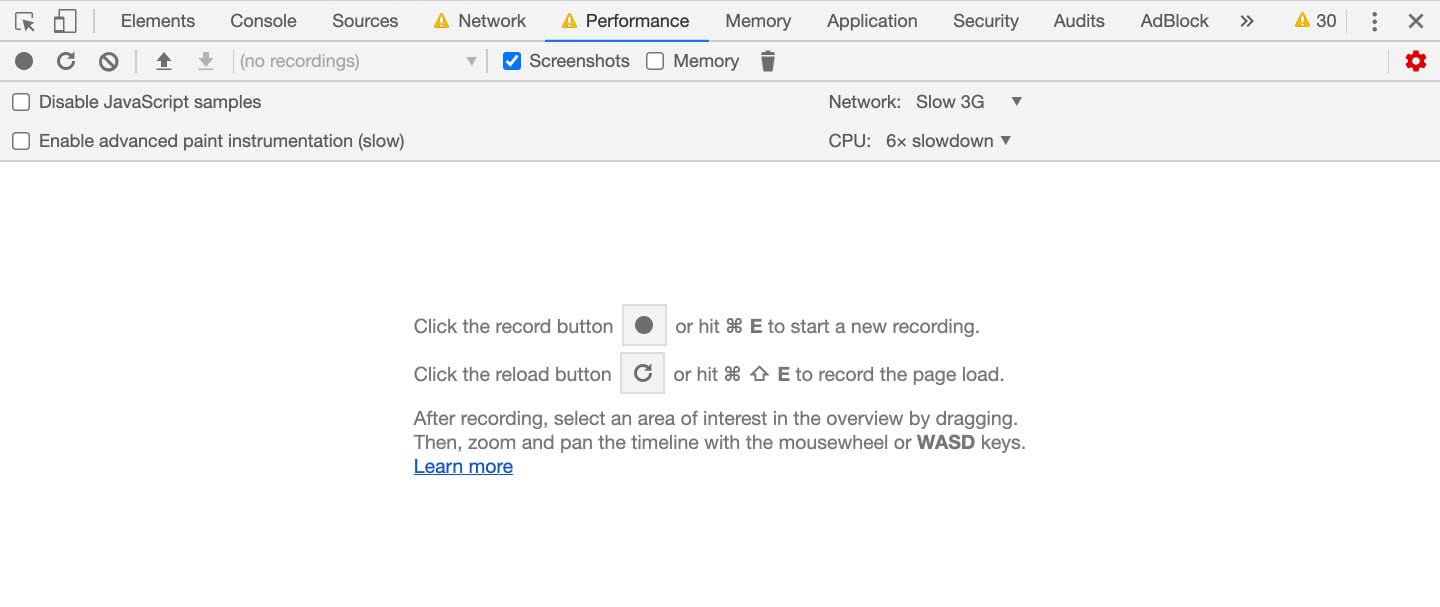 Elements Console Sources Network Performance Memory Application Security Audits AdBlock » 30
(no recordings) Screenshots Memory
Disable JavaScript samples Network: Slow 3G
Enable advanced paint instrumentation (slow) CPU: 6× slowdown
Click the record button or hit ⌘ E to start a new recording.
Click the reload button or hit ⌘ ⇧ E to record the page load.
After recording, select an area of interest in the overview by dragging.
Then, zoom and pan the timeline with the mousewheel or WASD keys.
Learn more